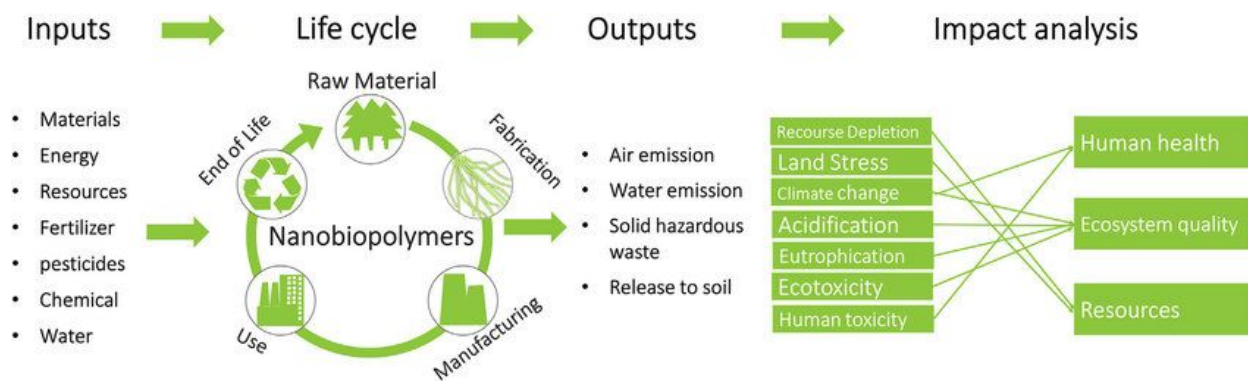 Inputs
Life cycle
Outputs
Impact analysis
• Materials
• Energy
• Resources
• Fertilizer
• pesticides
• Chemical
• Water
Raw Material
Fabrication
Manufacturing
Use
End of Life
Nanobiopolymers
• Air emission
• Water emission
• Solid hazardous
waste
• Release to soil
Recourse Depletion
Land Stress
Climate change
Acidification
Eutrophication
Ecotoxicity
Human toxicity
Human health
Ecosystem quality
Resources